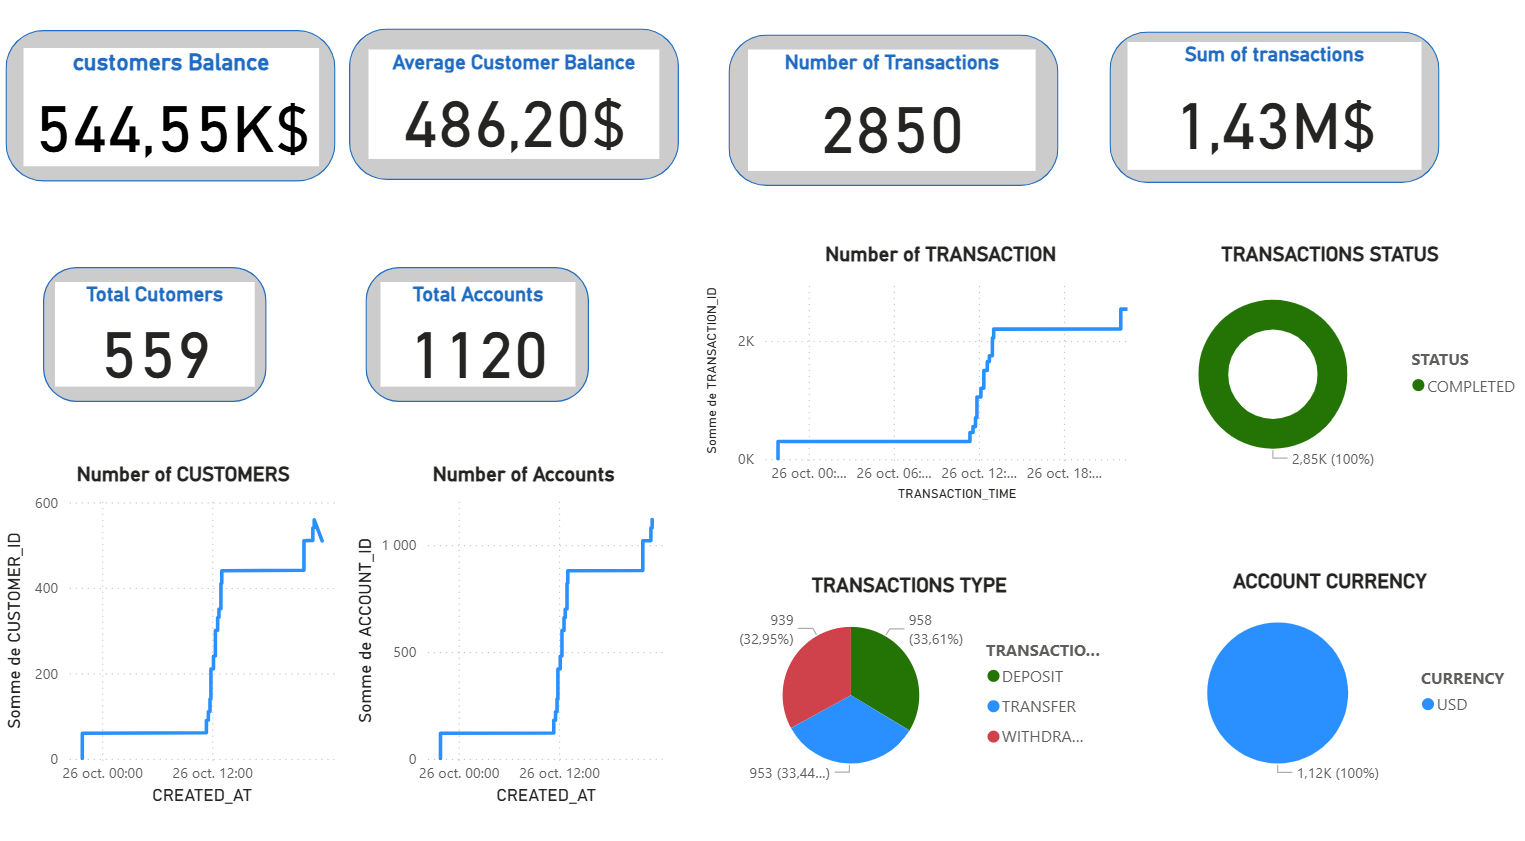 customers Balance
544,55K$
Average Customer Balance
486,20$
Number of Transactions
2850
Sum of transactions
1,43M$
Total Cutomers
559
Total Accounts
1120
Number of TRANSACTION
Somme de TRANSACTION_ID
2K
0K
26 oct. 00:... 26 oct. 06:... 26 oct. 12:... 26 oct. 18:...
TRANSACTION_TIME
TRANSACTIONS STATUS
STATUS
COMPLETED
2,85K (100%)
Number of CUSTOMERS
Somme de CUSTOMER_ID
600
400
200
0
26 oct. 00:00 26 oct. 12:00
CREATED_AT
Number of Accounts
Somme de ACCOUNT_ID
1 000
500
0
26 oct. 00:00 26 oct. 12:00
CREATED_AT
TRANSACTIONS TYPE
939
(32,95%)
958
(33,61%)
953 (33,44...)
TRANSACTIO...
DEPOSIT
TRANSFER
WITHDRA...
ACCOUNT CURRENCY
CURRENCY
USD
1,12K (100%)